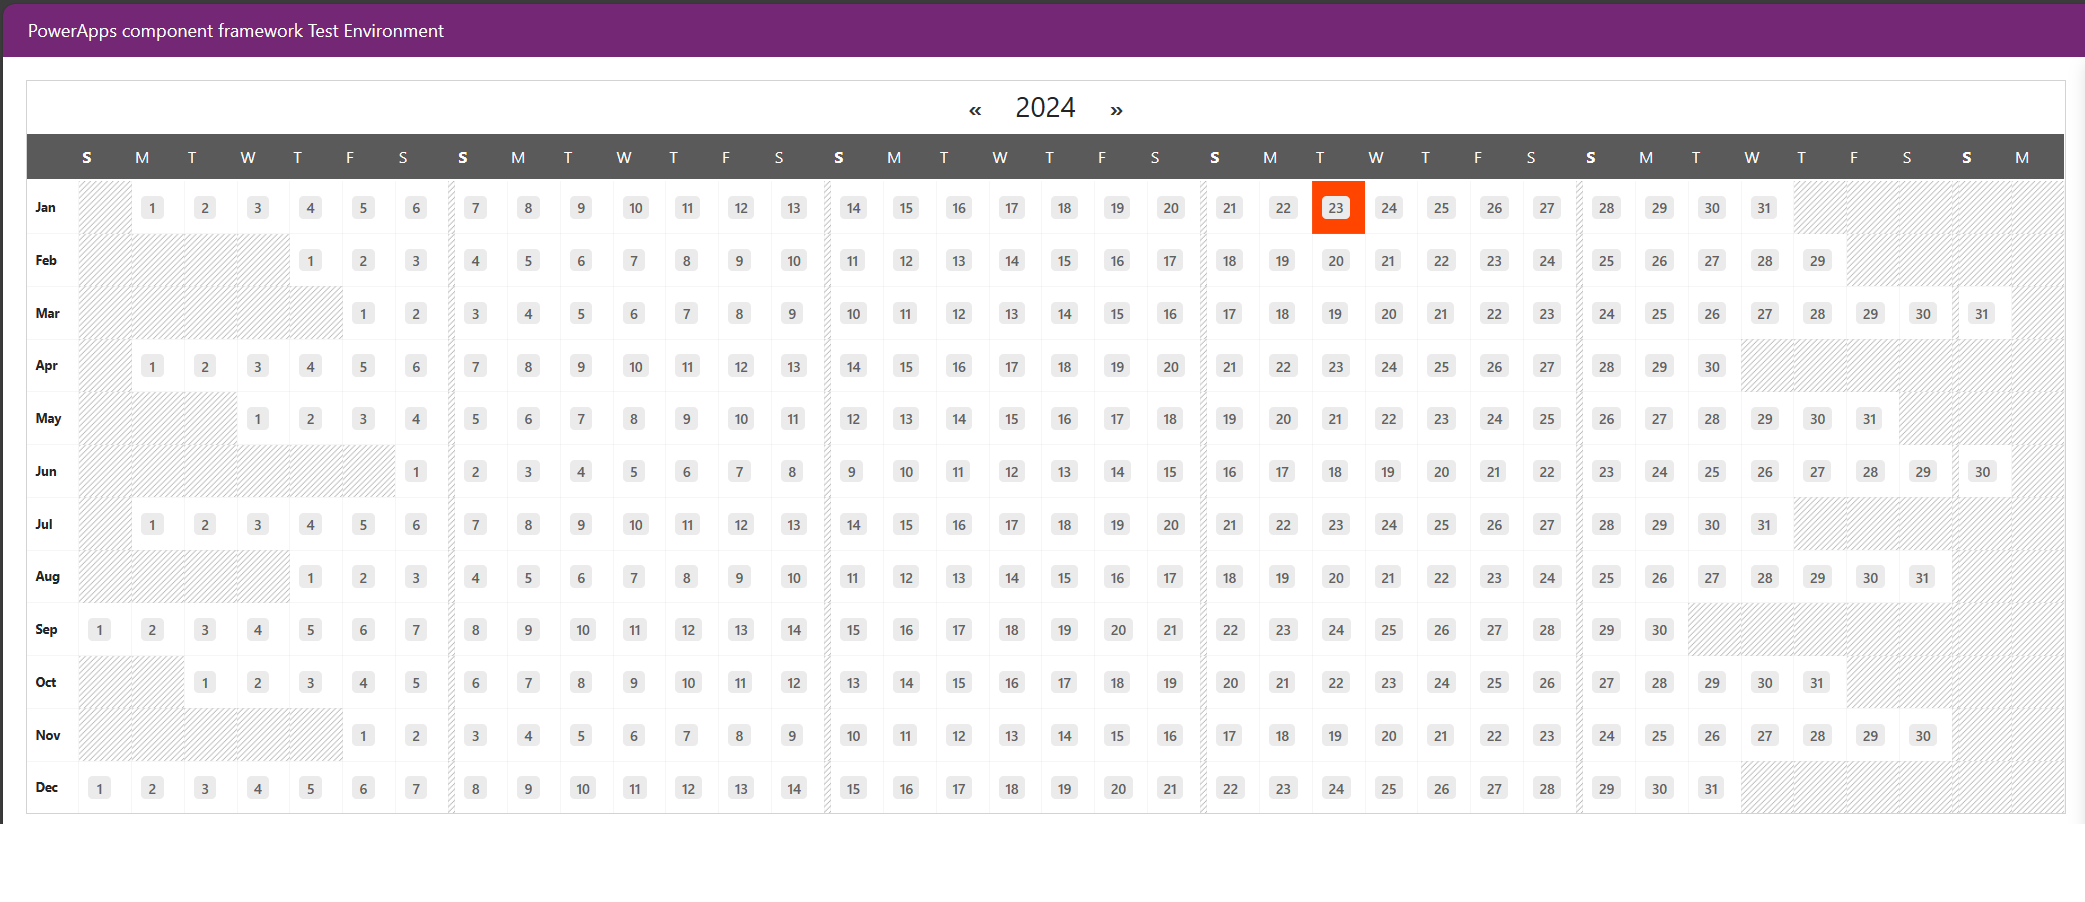 PowerApps component framework Test Environment
« 2024 »
S M T W T F S S M T W T F S S M T W T F S S M T W T F S S M T W T F S S M
Jan 1 2 3 4 5 6 7 8 9 10 11 12 13 14 15 16 17 18 19 20 21 22 23 24 25 26 27 28 29 30 31
Feb 1 2 3 4 5 6 7 8 9 10 11 12 13 14 15 16 17 18 19 20 21 22 23 24 25 26 27 28 29
Mar 1 2 3 4 5 6 7 8 9 10 11 12 13 14 15 16 17 18 19 20 21 22 23 24 25 26 27 28 29 30 31
Apr 1 2 3 4 5 6 7 8 9 10 11 12 13 14 15 16 17 18 19 20 21 22 23 24 25 26 27 28 29 30
May 1 2 3 4 5 6 7 8 9 10 11 12 13 14 15 16 17 18 19 20 21 22 23 24 25 26 27 28 29 30 31
Jun 1 2 3 4 5 6 7 8 9 10 11 12 13 14 15 16 17 18 19 20 21 22 23 24 25 26 27 28 29 30
Jul 1 2 3 4 5 6 7 8 9 10 11 12 13 14 15 16 17 18 19 20 21 22 23 24 25 26 27 28 29 30 31
Aug 1 2 3 4 5 6 7 8 9 10 11 12 13 14 15 16 17 18 19 20 21 22 23 24 25 26 27 28 29 30 31
Sep 1 2 3 4 5 6 7 8 9 10 11 12 13 14 15 16 17 18 19 20 21 22 23 24 25 26 27 28 29 30
Oct 1 2 3 4 5 6 7 8 9 10 11 12 13 14 15 16 17 18 19 20 21 22 23 24 25 26 27 28 29 30 31
Nov 1 2 3 4 5 6 7 8 9 10 11 12 13 14 15 16 17 18 19 20 21 22 23 24 25 26 27 28 29 30
Dec 1 2 3 4 5 6 7 8 9 10 11 12 13 14 15 16 17 18 19 20 21 22 23 24 25 26 27 28 29 30 31